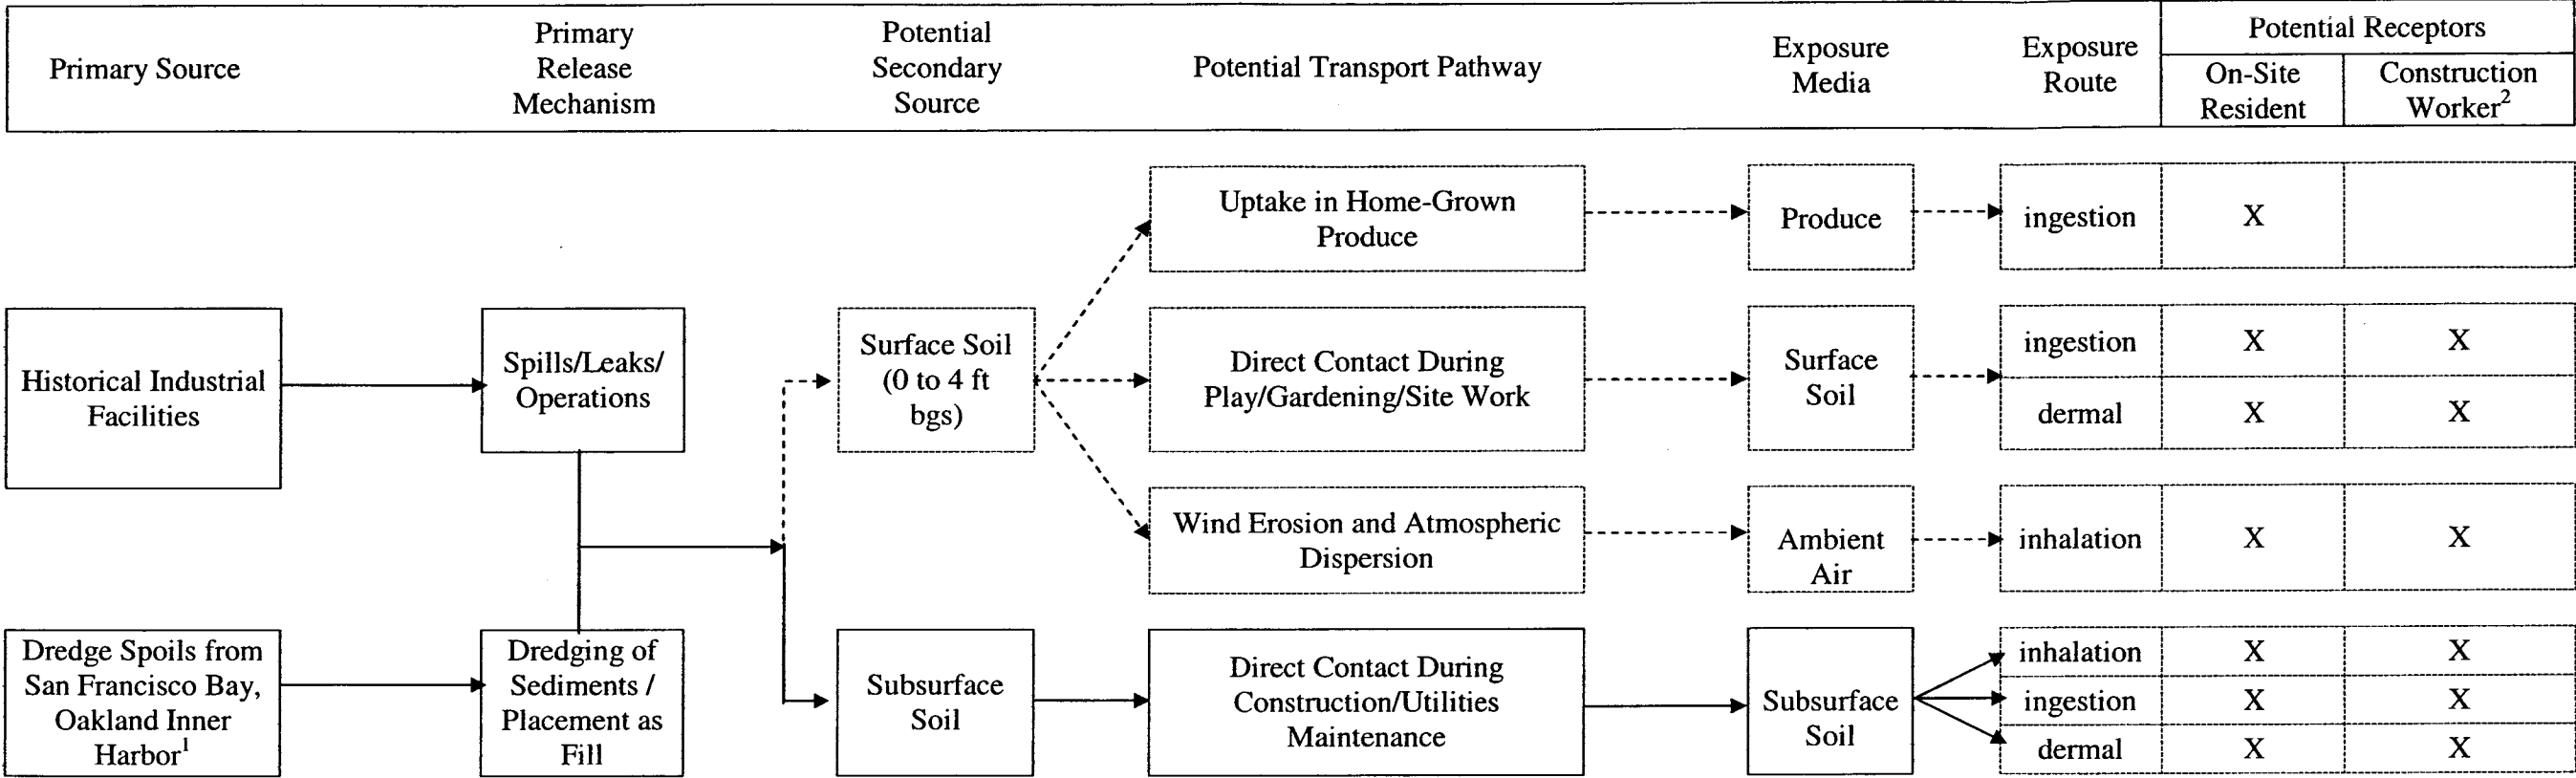 Primary Source
Primary
Release
Mechanism
Potential
Secondary
Source
Potential Transport Pathway
Exposure
Media
Exposure
Route
Potential Receptors
On-Site
Resident
Construction
Worker²
Uptake in Home-Grown
Produce
Produce
ingestion
X
Historical Industrial
Facilities
Spills/Leaks/
Operations
Surface Soil
(0 to 4 ft
bgs)
Direct Contact During
Play/Gardening/Site Work
Surface
Soil
ingestion
X
X
dermal
X
X
Wind Erosion and Atmospheric
Dispersion
Ambient
Air
inhalation
X
X
Dredge Spoils from
San Francisco Bay,
Oakland Inner
Harbor¹
Dredging of
Sediments /
Placement as
Fill
Subsurface
Soil
Direct Contact During
Construction/Utilities
Maintenance
Subsurface
Soil
inhalation
X
X
ingestion
X
X
dermal
X
X